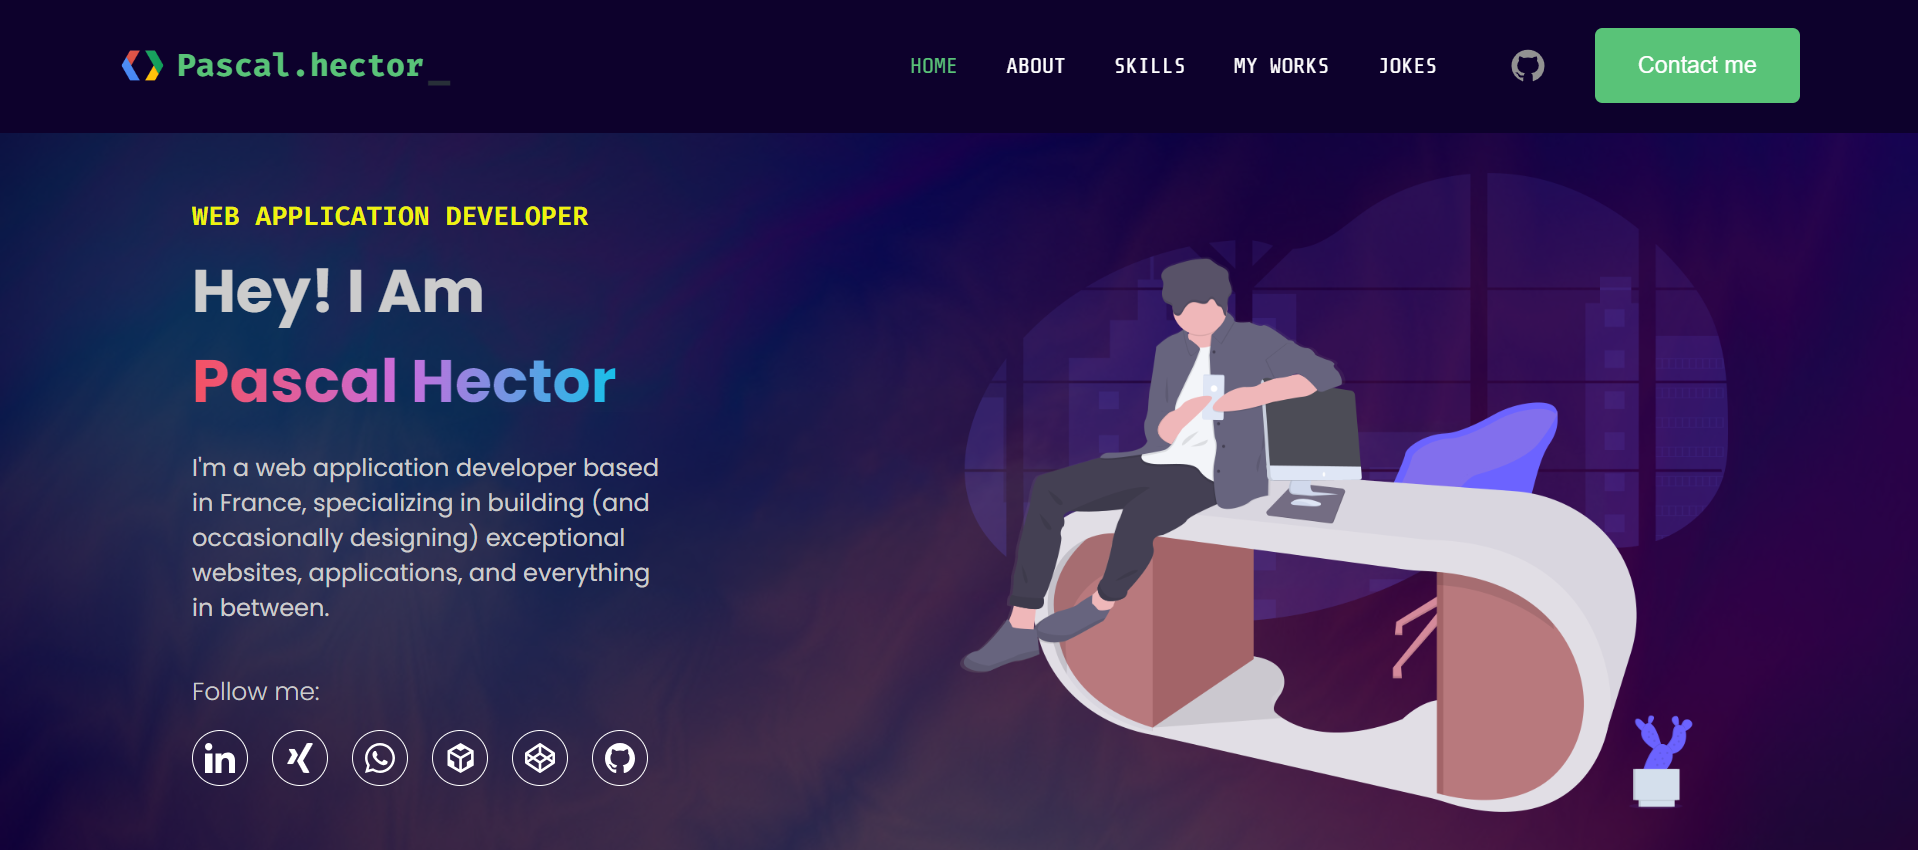 Pascal.hector_
HOME ABOUT SKILLS MY WORKS JOKES Contact me
WEB APPLICATION DEVELOPER
Hey! I Am
Pascal Hector
I'm a web application developer based
in France, specializing in building (and
occasionally designing) exceptional
websites, applications, and everything
in between.
Follow me:
in